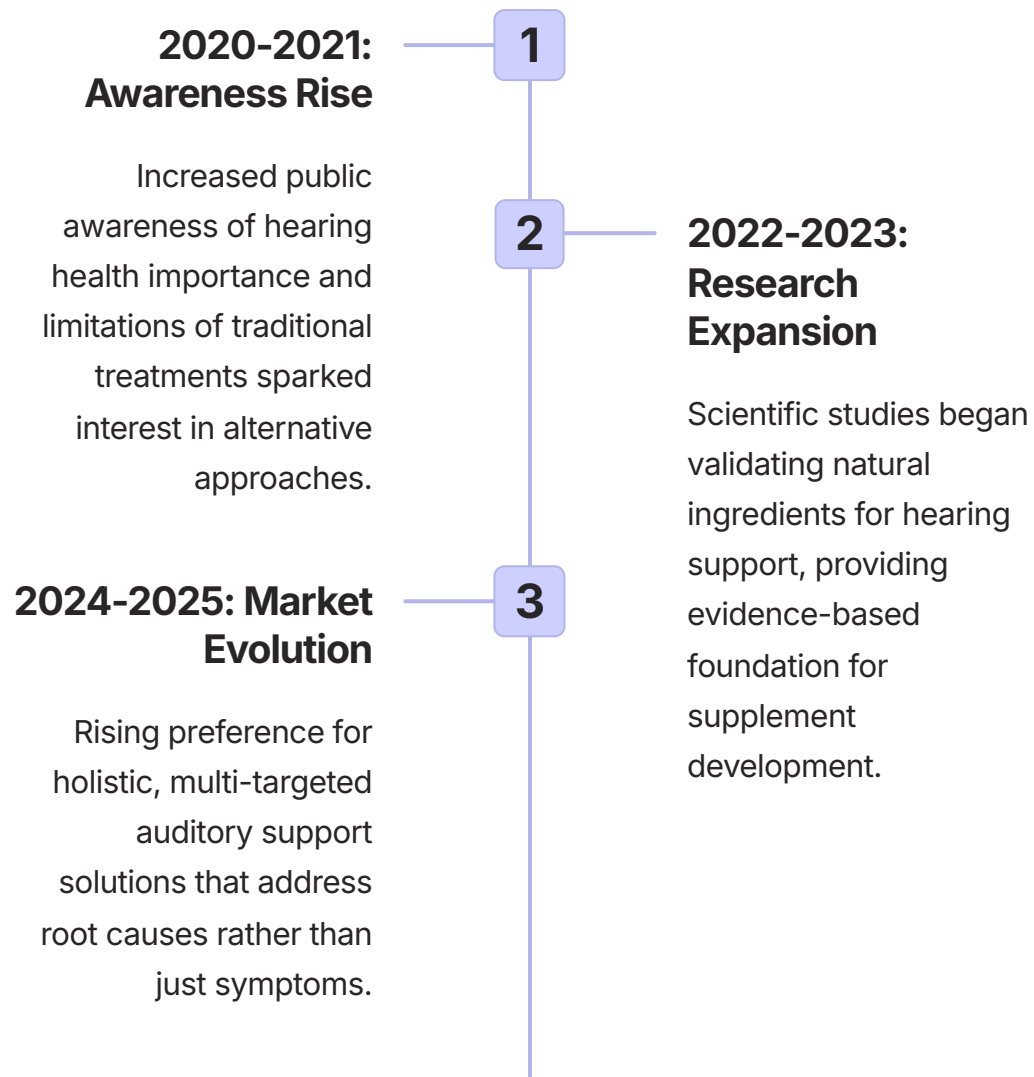 1
2020-2021:
Awareness Rise
Increased public
awareness of hearing
health importance and
limitations of traditional
treatments sparked
interest in alternative
approaches.
2
2022-2023:
Research
Expansion
Scientific studies began
validating natural
ingredients for hearing
support, providing
evidence-based
foundation for
supplement
development.
3
2024-2025: Market
Evolution
Rising preference for
holistic, multi-targeted
auditory support
solutions that address
root causes rather than
just symptoms.